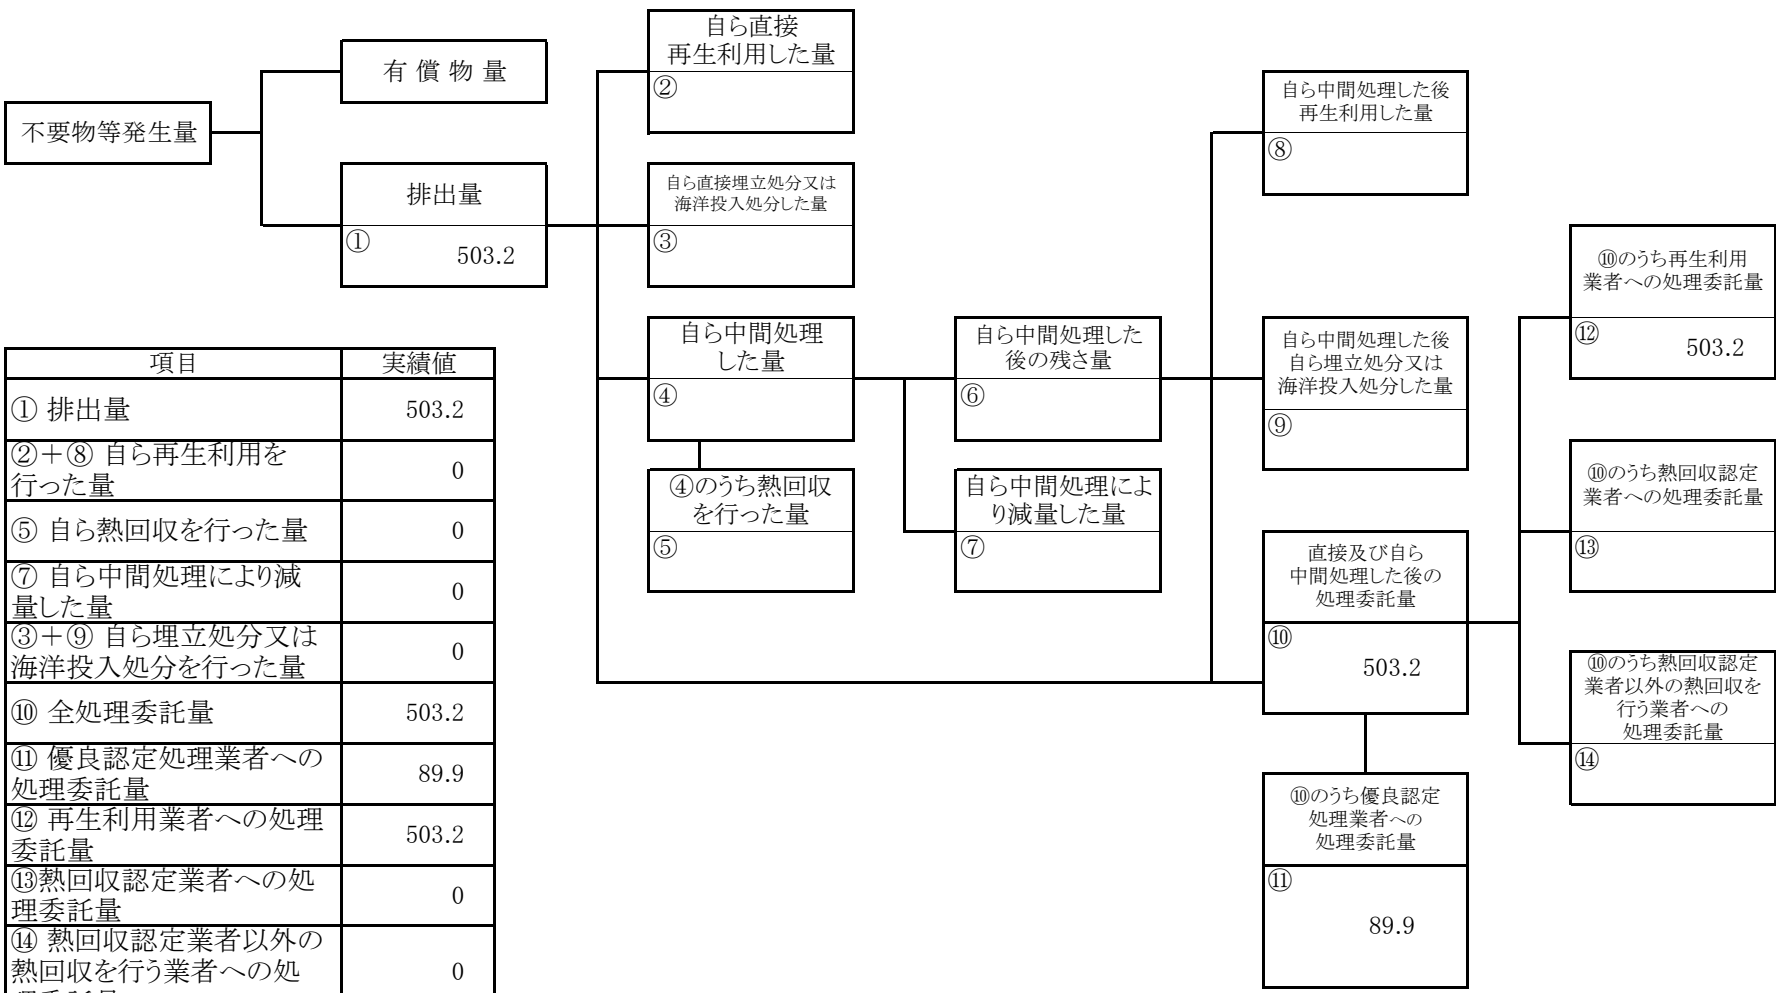 不要物等発生量
有 償 物 量
排出量
①
503.2
自ら直接
再生利用した量
②
自ら直接埋立処分又は
海洋投入処分した量
③
自ら中間処理
した量
④
④のうち熱回収
を行った量
⑤
自ら中間処理した
後の残さ量
⑥
自ら中間処理によ
り減量した量
⑦
自ら中間処理した後
再生利用した量
⑧
自ら中間処理した後
自ら埋立処分又は
海洋投入処分した量
⑨
直接及び自ら
中間処理した後の
処理委託量
⑩
503.2
⑩のうち優良認定
処理業者への
処理委託量
⑪
89.9
⑩のうち再生利用
業者への処理委託量
⑫
503.2
⑩のうち熱回収認定
業者への処理委託量
⑬
⑩のうち熱回収認定
業者以外の熱回収を
行う業者への
処理委託量
⑭
項目 実績値
① 排出量 503.2
②＋⑧ 自ら再生利用を
行った量 0
⑤ 自ら熱回収を行った量 0
⑦ 自ら中間処理により減
量した量 0
③＋⑨ 自ら埋立処分又は
海洋投入処分を行った量 0
⑩ 全処理委託量 503.2
⑪ 優良認定処理業者への
処理委託量 89.9
⑫ 再生利用業者への処理
委託量 503.2
⑬熱回収認定業者への処
理委託量 0
⑭ 熱回収認定業者以外の
熱回収を行う業者への処 0